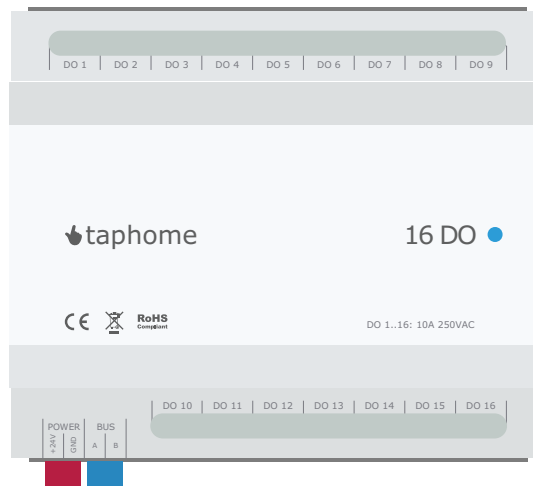 DO 1 DO 2 DO 3 DO 4 DO 5 DO 6 DO 7 DO 8 DO 9
taphome 16 DO
CE RoHS
Compliant
DO 1..16: 10A 250VAC
DO 10 DO 11 DO 12 DO 13 DO 14 DO 15 DO 16
POWER BUS
+24V GND A B